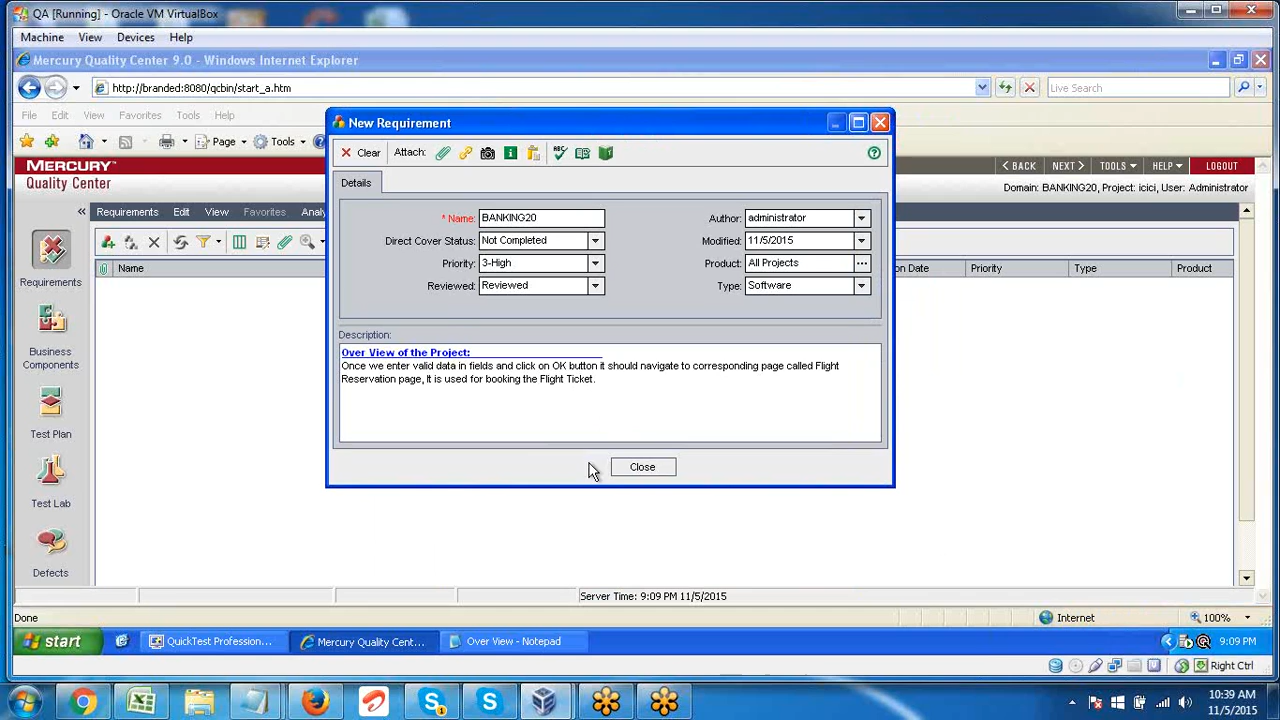 QA [Running] - Oracle VM VirtualBox
Machine View Devices Help
Mercury Quality Center 9.0 - Windows Internet Explorer
http://branded:8080/qcbin/start_a.htm
Live Search
File Edit View Favorites Tools Help
Page Tools
MERCURY™
Quality Center
BACK NEXT TOOLS HELP LOGOUT
Domain: BANKING20, Project: icici, User: Administrator
Requirements Edit View Favorites
Name
Priority Type Product
New Requirement
Clear Attach:
Details
* Name: BANKING20 Author: administrator
Direct Cover Status: Not Completed Modified: 11/5/2015
Priority: 3-High Product: All Projects
Reviewed: Reviewed Type: Software
Description:
Over View of the Project:
Once we enter valid data in fields and click on OK button it should navigate to corresponding page called Flight
Reservation page, It is used for booking the Flight Ticket.
Close
Requirements
Business
Components
Test Plan
Test Lab
Defects
Server Time: 9:09 PM 11/5/2015
Done Internet 100%
start QuickTest Profession... Mercury Quality Cent... Over View - Notepad 9:09 PM
Right Ctrl
10:39 AM
11/5/2015